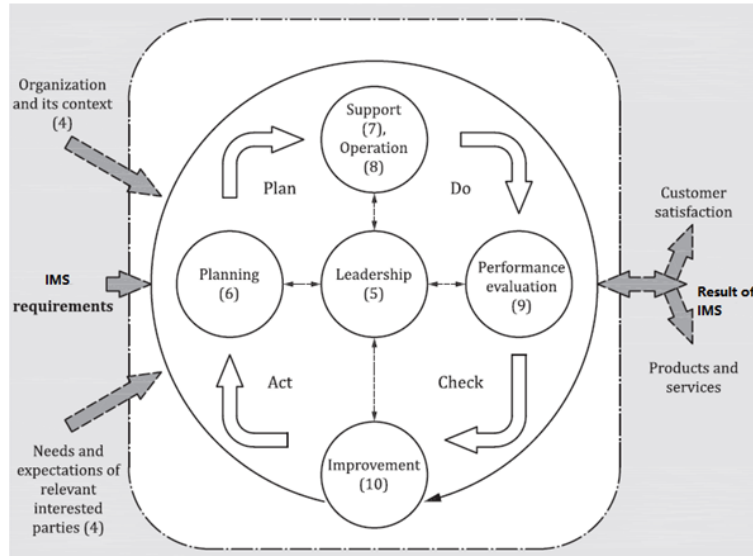 Organization
and its context
(4)
Support
(7),
Operation
(8)
Plan
Do
Customer
satisfaction
IMS
requirements
Planning
(6)
Leadership
(5)
Performance
evaluation
(9)
Result of
IMS
Products and
services
Act
Check
Needs and
expectations of
relevant
interested
parties (4)
Improvement
(10)